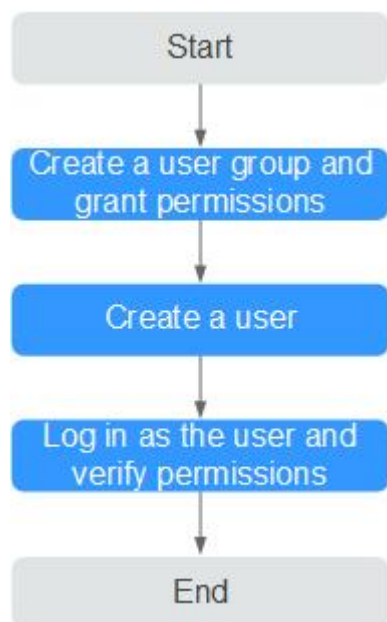 Start
Create a user group and
grant permissions
Create a user
Log in as the user and
verify permissions
End